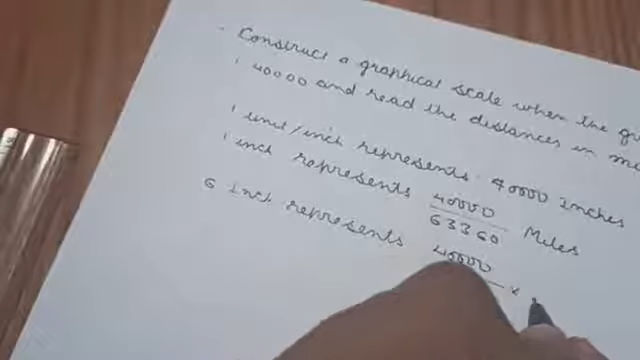 Construct a graphical scale when the
1 40000 and read the distances in
1 unit/inch represents 40000 inches
1 inch represents 40000/63360 Miles
6 inch represents 40000 ×